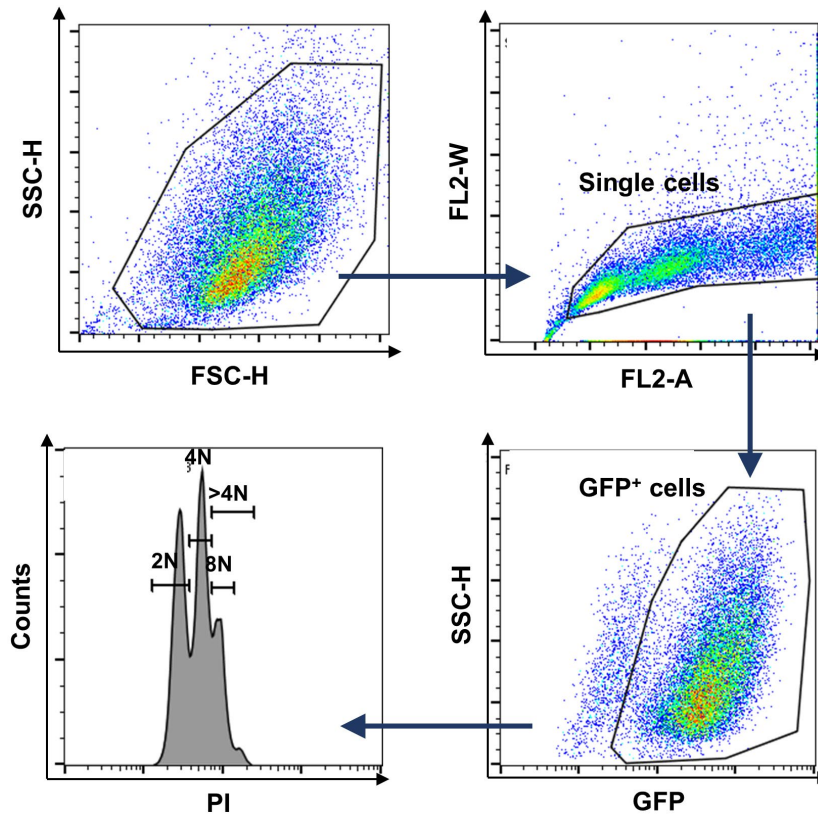 SSC-H
FSC-H
FL2-W
Single cells
FL2-A
Counts
4N
>4N
2N
8N
PI
SSC-H
GFP⁺ cells
GFP